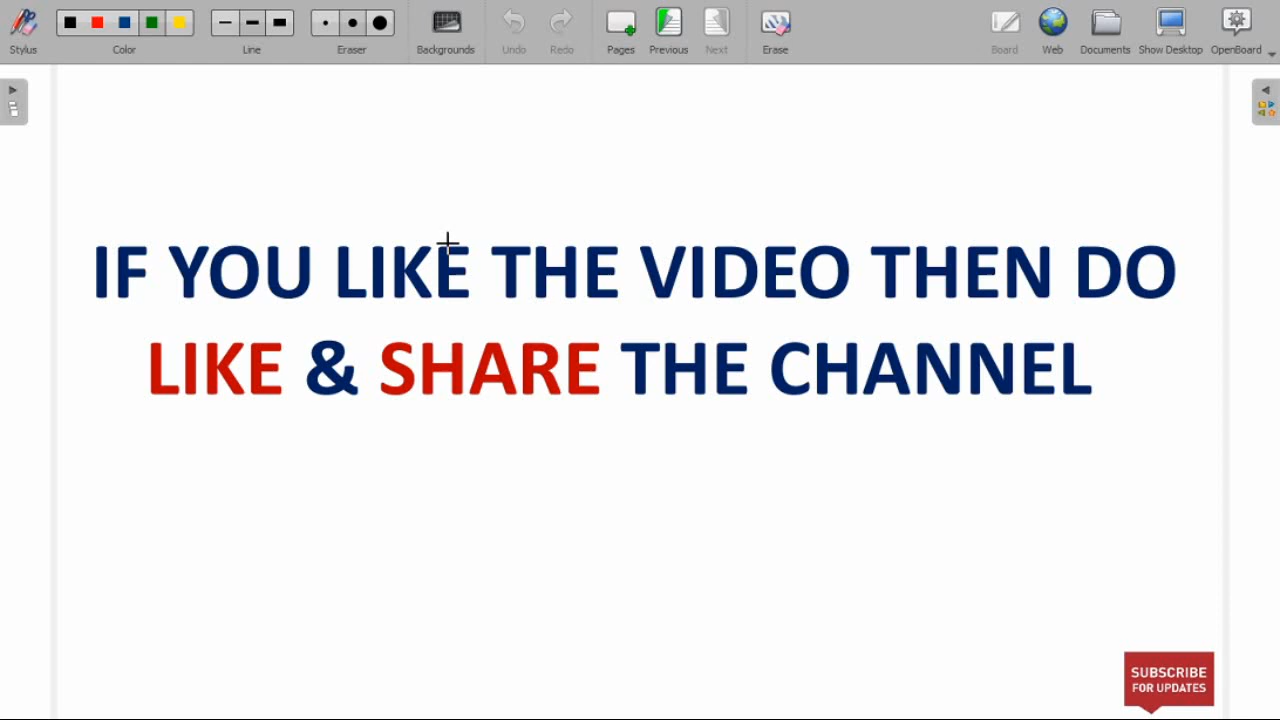 Stylus
Color
Line
Eraser
Backgrounds
Undo
Redo
Pages
Previous
Next
Erase
Board
Web
Documents
Show Desktop
OpenBoard
IF YOU LIKE THE VIDEO THEN DO
LIKE & SHARE THE CHANNEL
SUBSCRIBE
FOR UPDATES